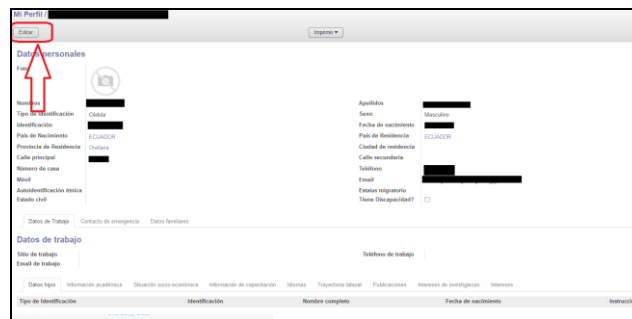 Mi Perfil /
Editar
Imprimir
Datos personales
Foto
Nombres
Apellidos
Tipo de Identificación Cédula
Sexo Masculino
Identificación
Fecha de nacimiento
País de Nacimiento ECUADOR
País de Residencia ECUADOR
Provincia de Residencia Orellana
Ciudad de residencia
Calle principal
Calle secundaria
Número de casa
Teléfono
Móvil
Email
Autoidentificación étnica
Estatus migratorio
Estado civil
Tiene Discapacidad?
Datos de Trabajo Contacto de emergencia Datos familiares
Datos de trabajo
Sitio de trabajo
Teléfono de trabajo
Email de trabajo
Datos hijos Información académica Situación socio-económica Información de capacitación Idiomas Trayectoria laboral Publicaciones Intereses de investigacion Intereses
Tipo de Identificación Identificación Nombre completo Fecha de nacimiento Instrucci